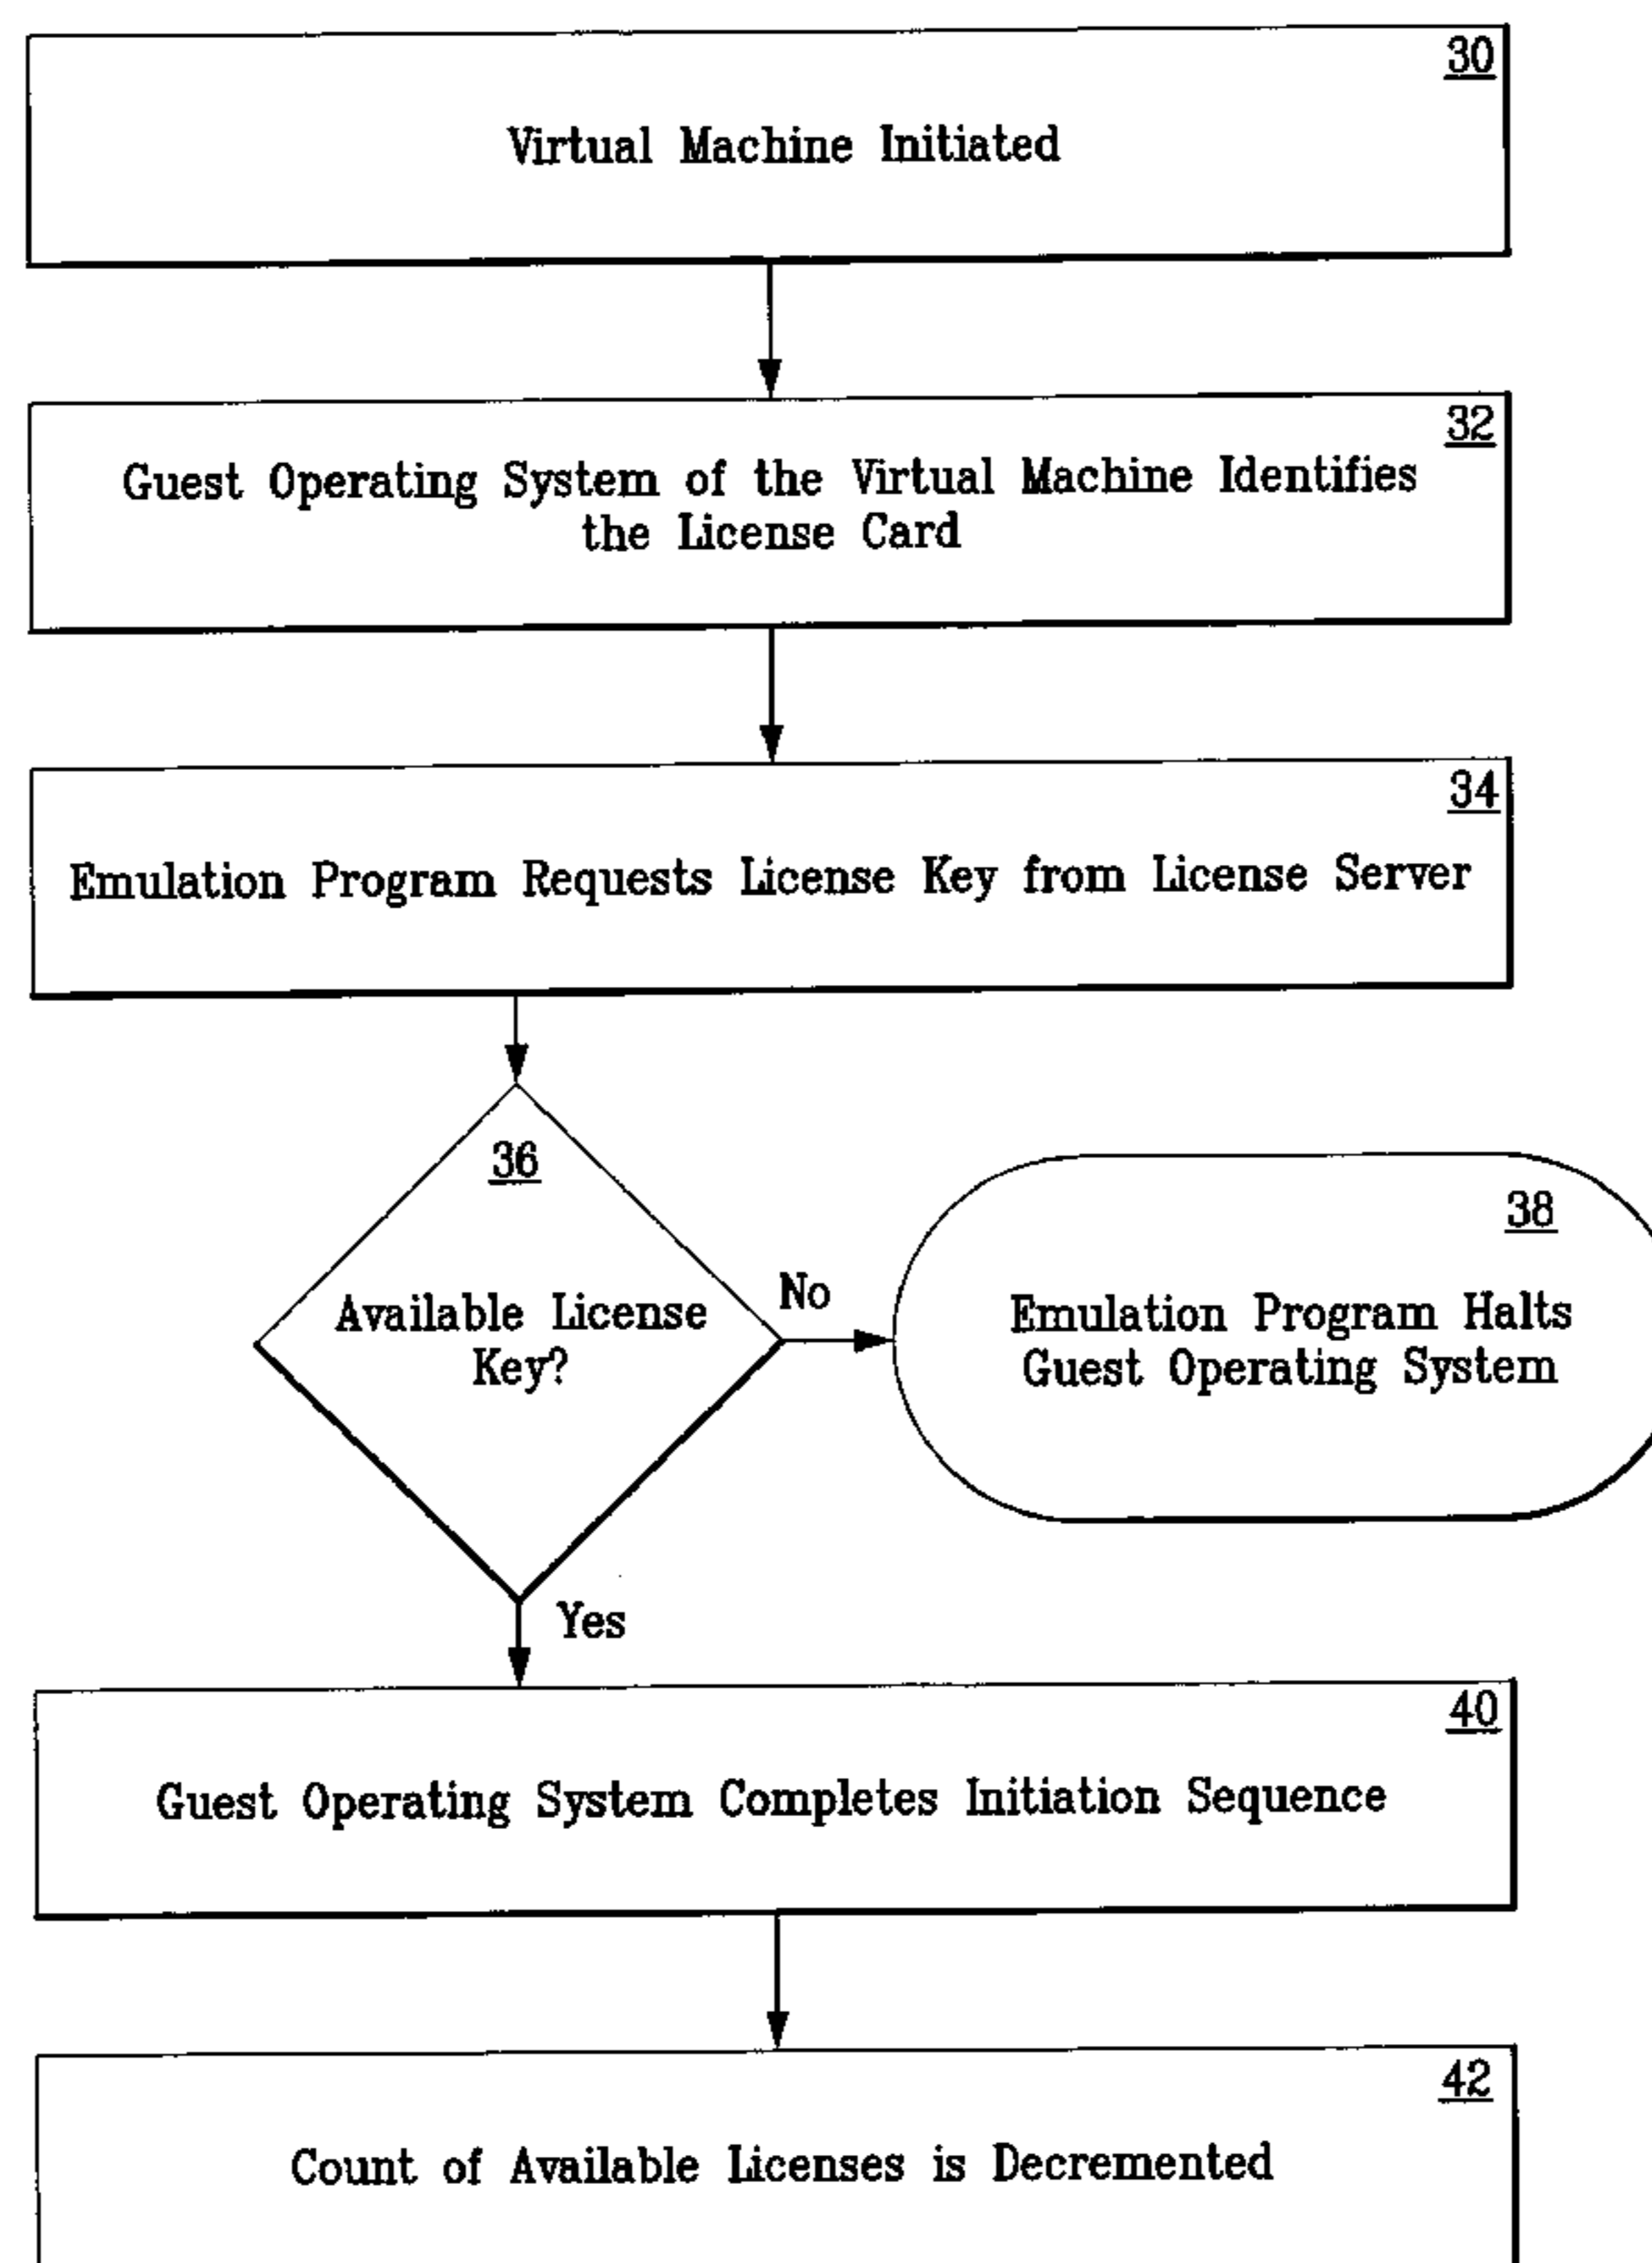 30
Virtual Machine Initiated
32
Guest Operating System of the Virtual Machine Identifies
the License Card
34
Emulation Program Requests License Key from License Server
36
Available License
Key?
No
38
Emulation Program Halts
Guest Operating System
Yes
40
Guest Operating System Completes Initiation Sequence
42
Count of Available Licenses is Decremented